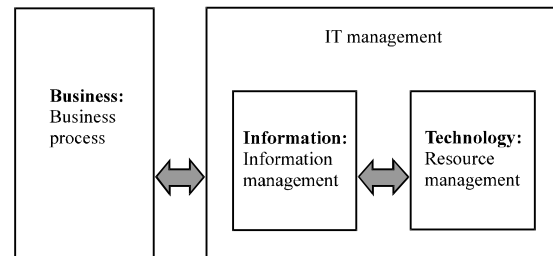 IT management
Business:
Business
process
Information:
Information
management
Technology:
Resource
management